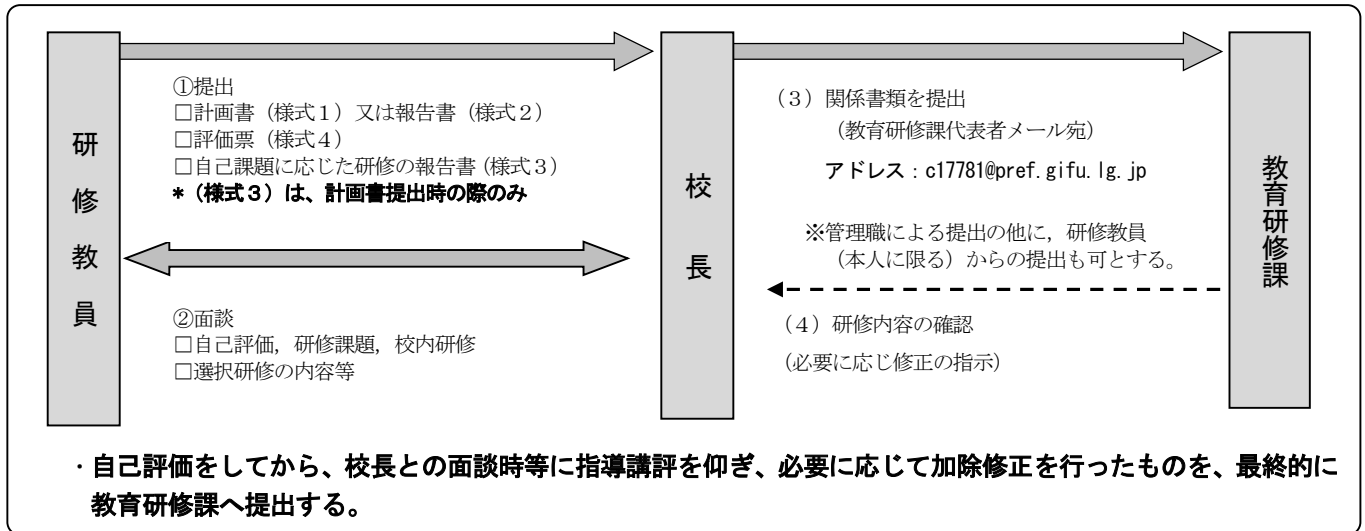 研修教員
①提出
□計画書（様式１）又は報告書（様式２）
□評価票（様式４）
□自己課題に応じた研修の報告書（様式３）
*（様式３）は、計画書提出時の際のみ
②面談
□自己評価，研修課題，校内研修
□選択研修の内容等
校長
（３）関係書類を提出
（教育研修課代表者メール宛）
アドレス：c17781@pref.gifu.lg.jp
※管理職による提出の他に，研修教員
（本人に限る）からの提出も可とする。
（４）研修内容の確認
（必要に応じ修正の指示）
教育研修課
・自己評価をしてから、校長との面談時等に指導講評を仰ぎ、必要に応じて加除修正を行ったものを、最終的に
教育研修課へ提出する。